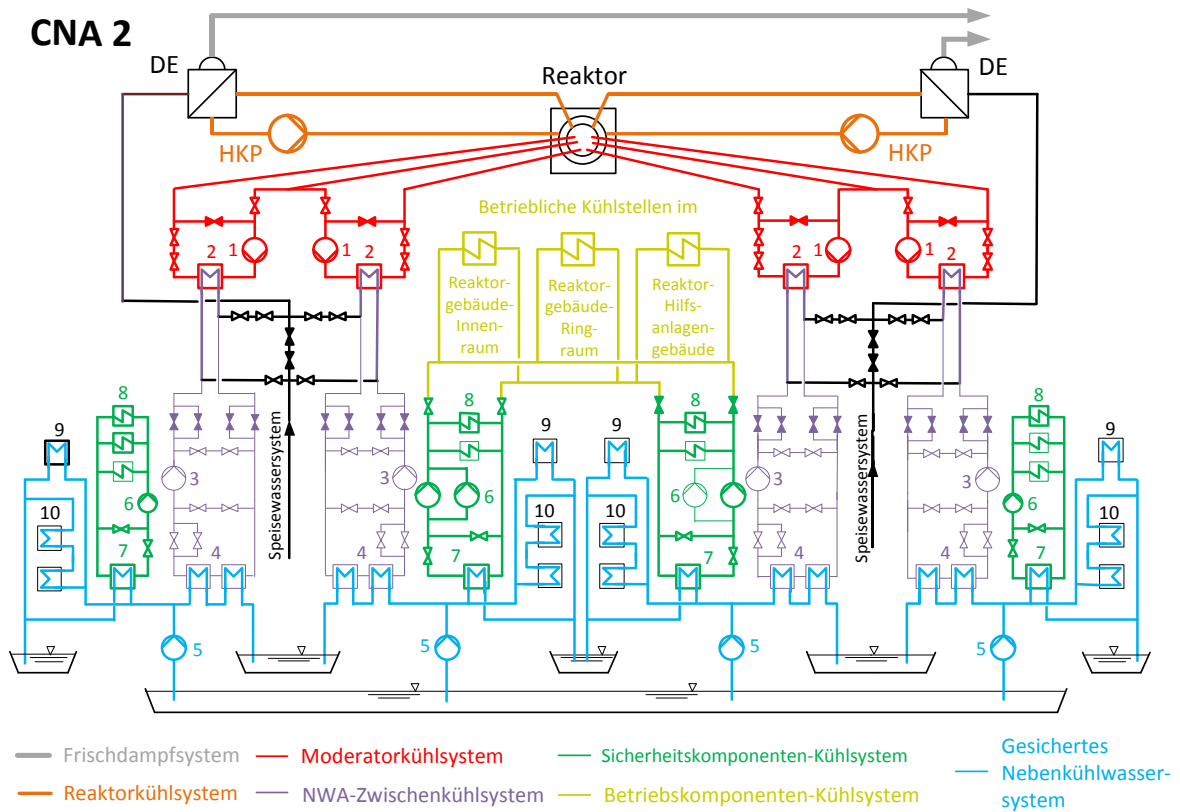 CNA 2
DE
Reaktor
DE
HKP
HKP
Betriebliche Kühlstellen im
1
1
1
1
2
2
2
2
Reaktor-
gebäude-
Innen-
raum
Reaktor-
gebäude-
Ring-
raum
Reaktor-
Hilfs-
anlagen-
gebäude
8
8
8
8
9
9
9
9
3
3
3
3
6
6
6
6
10
10
10
10
Speisewassersystem
Speisewassersystem
7
4
4
7
7
4
4
7
5
5
5
5
Frischdampfsystem
Moderatorkühlsystem
Sicherheitskomponenten-Kühlsystem
Gesichertes
Nebenkühlwasser-
system
Reaktorkühlsystem
NWA-Zwischenkühlsystem
Betriebskomponenten-Kühlsystem